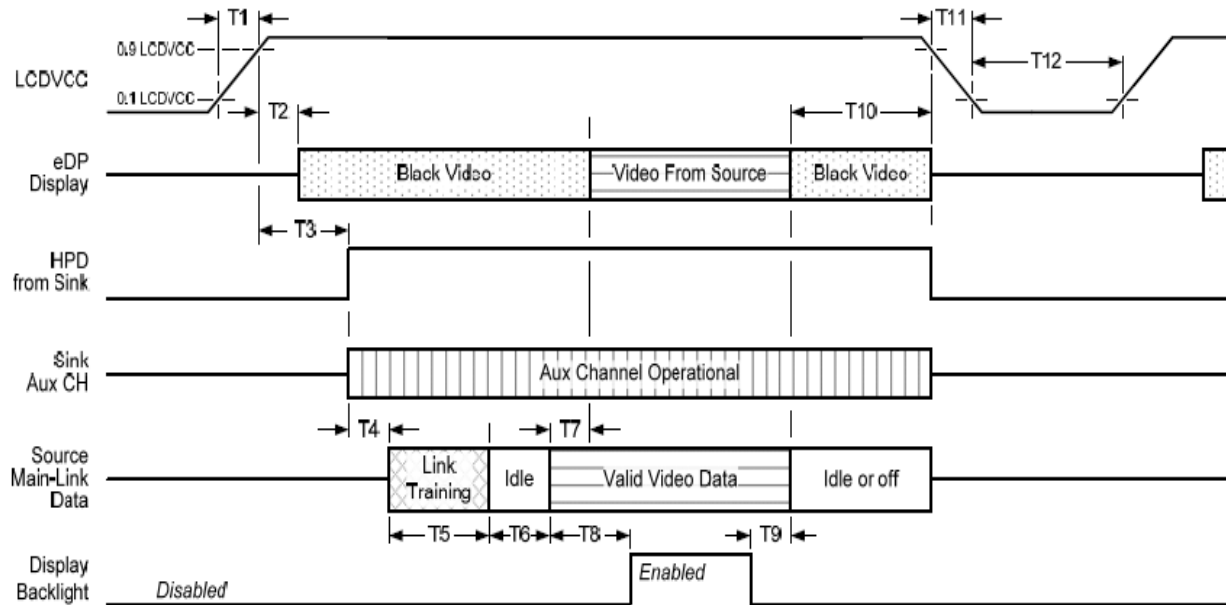 T1
T11
0.9 LCDVCC
LCDVCC
T12
0.1 LCDVCC
T2
T10
eDP
Display
Black Video
Video From Source
Black Video
T3
HPD
from Sink
Sink
Aux CH
Aux Channel Operational
T4
T7
Source
Main-Link
Data
Link
Training
Idle
Valid Video Data
Idle or off
T5
T6
T8
T9
Display
Backlight
Disabled
Enabled